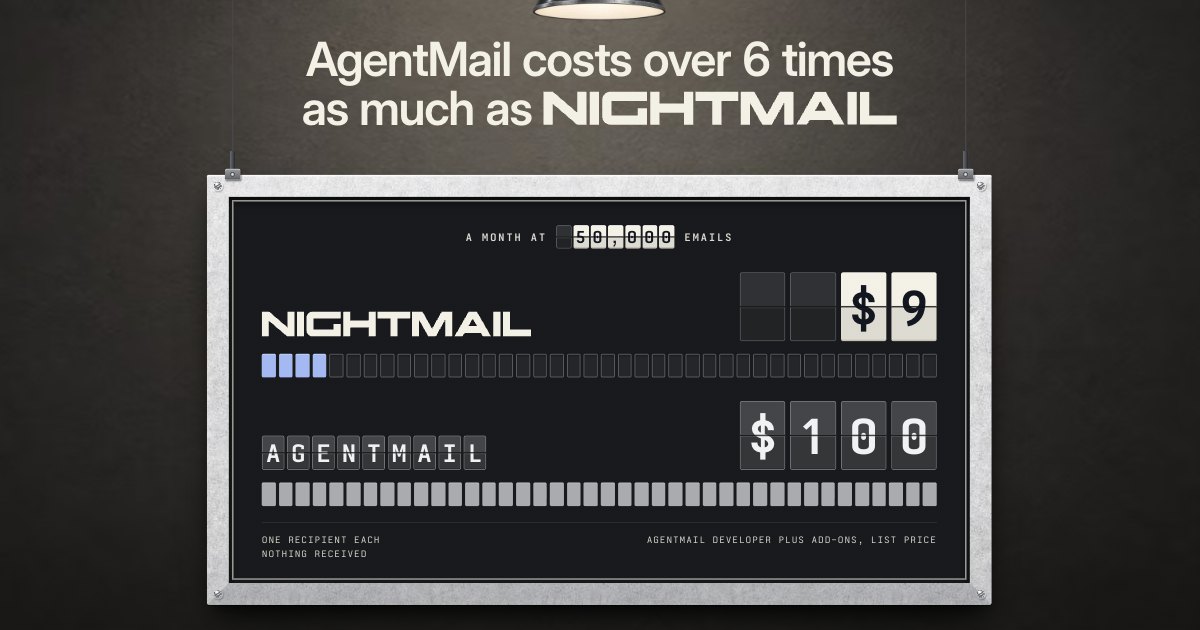 AgentMail costs over 6 times
as much as NIGHTMAIL
A MONTH AT 50,000 EMAILS
$9
NIGHTMAIL
$100
AGENTMAIL
ONE RECIPIENT EACH
NOTHING RECEIVED
AGENTMAIL DEVELOPER PLUS ADD-ONS, LIST PRICE